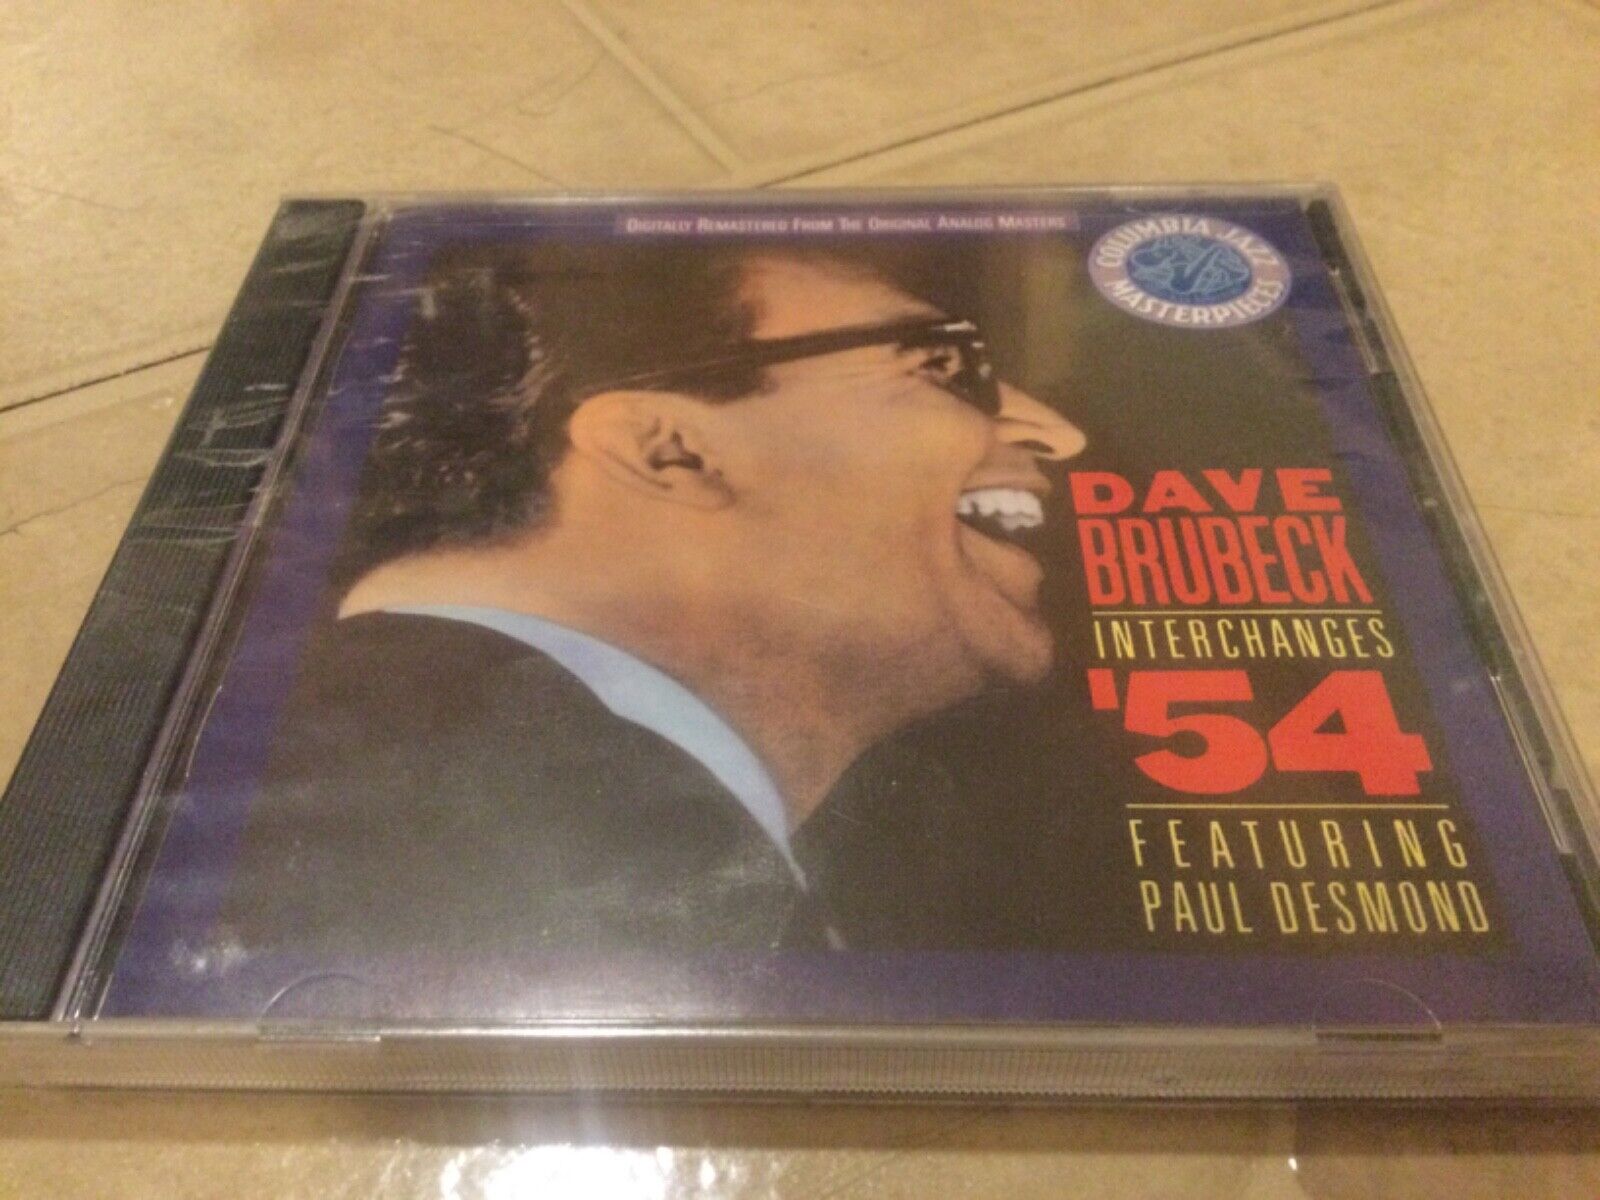 DIGITALLY REMASTERED FROM THE ORIGINAL ANALOG MASTERS
COLUMBIA JAZZ
MASTERPIECES
DAVE
BRUBECK
INTERCHANGES
'54
FEATURING
PAUL DESMOND